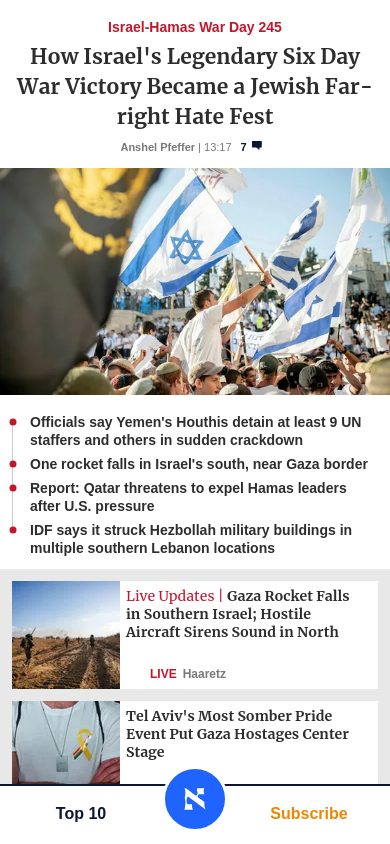 Israel-Hamas War Day 245
How Israel's Legendary Six Day
War Victory Became a Jewish Far-
right Hate Fest
Anshel Pfeffer | 13:17 7
Officials say Yemen's Houthis detain at least 9 UN
staffers and others in sudden crackdown
One rocket falls in Israel's south, near Gaza border
Report: Qatar threatens to expel Hamas leaders
after U.S. pressure
IDF says it struck Hezbollah military buildings in
multiple southern Lebanon locations
Live Updates | Gaza Rocket Falls
in Southern Israel; Hostile
Aircraft Sirens Sound in North
LIVE Haaretz
Tel Aviv's Most Somber Pride
Event Put Gaza Hostages Center
Stage
Top 10
א
Subscribe